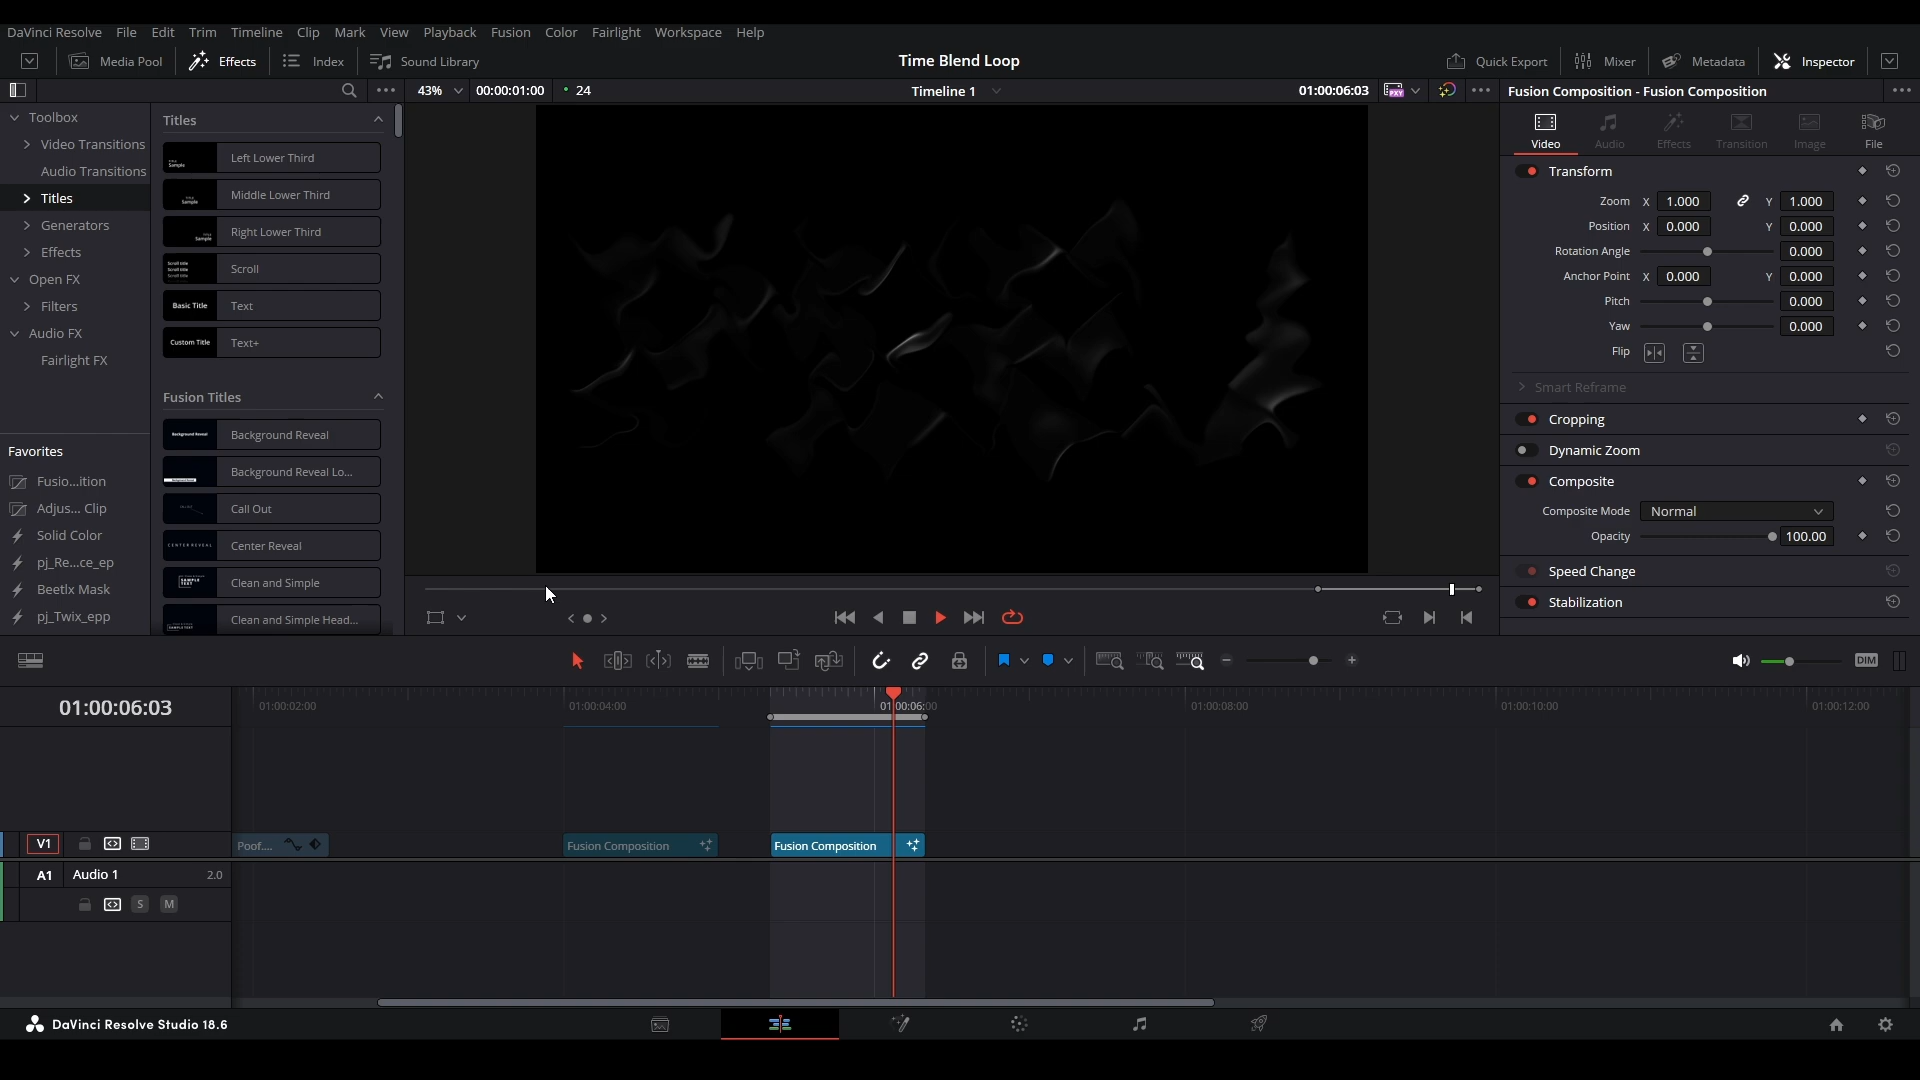 DaVinci Resolve File Edit Trim Timeline Clip Mark View Playback Fusion Color Fairlight Workspace Help
Media Pool Effects Index Sound Library
Time Blend Loop
Quick Export Mixer Metadata Inspector
43% 00:00:01:00 24
Timeline 1
01:00:06:03
Fusion Composition - Fusion Composition
Toolbox
Video Transitions
Audio Transitions
Titles
Generators
Effects
Open FX
Filters
Audio FX
Fairlight FX
Favorites
Fusio...ition
Adjus... Clip
Solid Color
pj_Re...ce_ep
Beetlx Mask
pj_Twix_epp
Titles
Left Lower Third
Middle Lower Third
Right Lower Third
Scroll
Basic Title Text
Custom Title Text+
Fusion Titles
Background Reveal
Background Reveal Lo...
Call Out
Center Reveal
Clean and Simple
Clean and Simple Head...
Video Audio Effects Transition Image File
Transform
Zoom X 1.000 Y 1.000
Position X 0.000 Y 0.000
Rotation Angle 0.000
Anchor Point X 0.000 Y 0.000
Pitch 0.000
Yaw 0.000
Flip
Smart Reframe
Cropping
Dynamic Zoom
Composite
Composite Mode Normal
Opacity 100.00
Speed Change
Stabilization
DIM
01:00:06:03
01:00:02:00 01:00:04:00 01:00:06:00 01:00:08:00 01:00:10:00 01:00:12:00
V1
Poof.... Fusion Composition Fusion Composition
A1 Audio 1 2.0
S M
DaVinci Resolve Studio 18.6